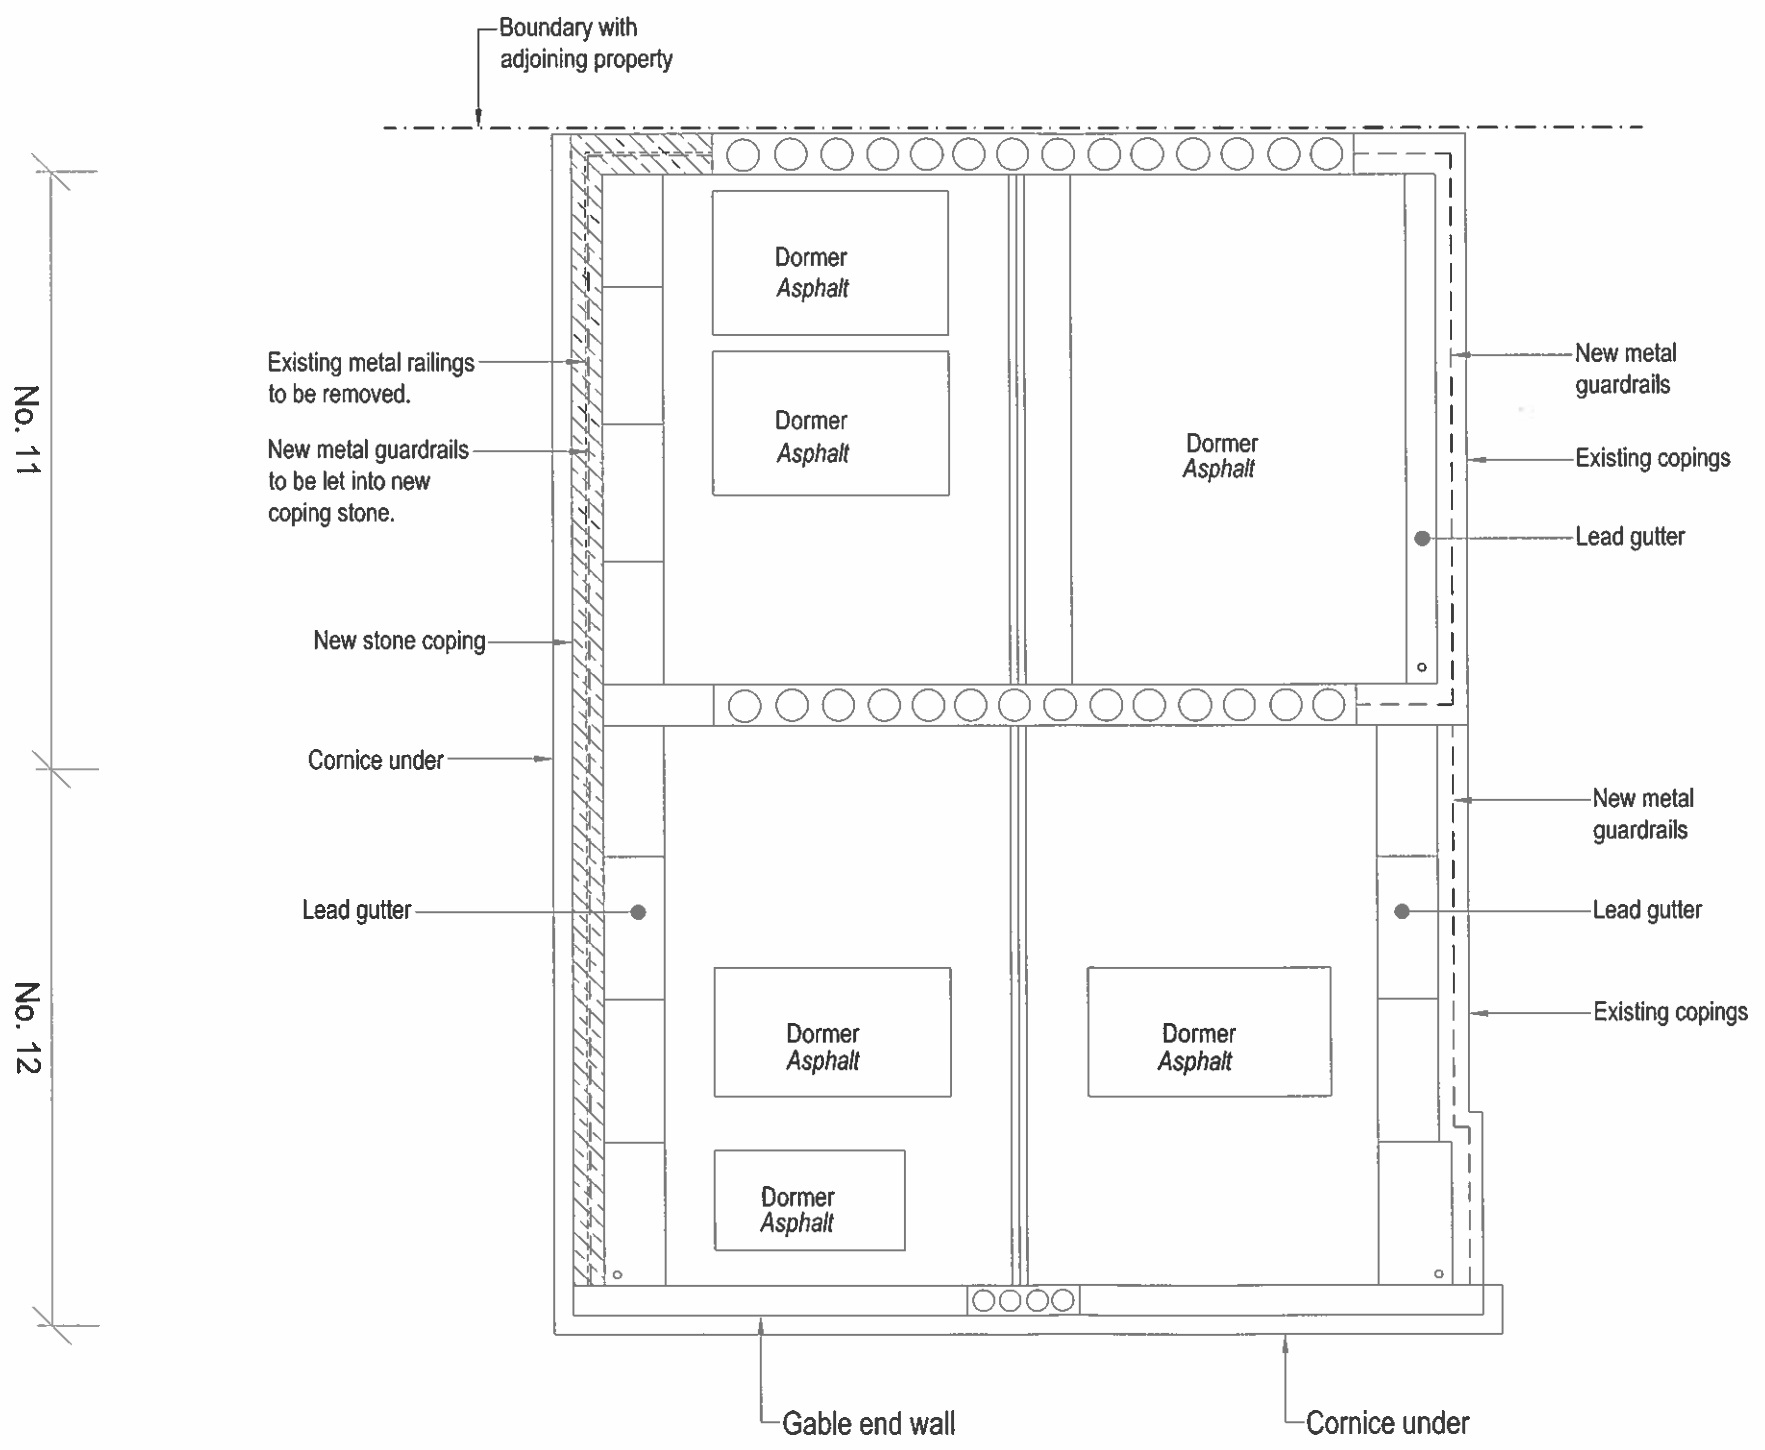 Boundary with
adjoining property
Dormer
Asphalt
Existing metal railings
to be removed.
New metal guardrails
to be let into new
coping stone.
Dormer
Asphalt
Dormer
Asphalt
New metal
guardrails
Existing copings
Lead gutter
No. 11
New stone coping
Cornice under
New metal
guardrails
Lead gutter
Lead gutter
No. 12
Dormer
Asphalt
Dormer
Asphalt
Existing copings
Dormer
Asphalt
Gable end wall
Cornice under